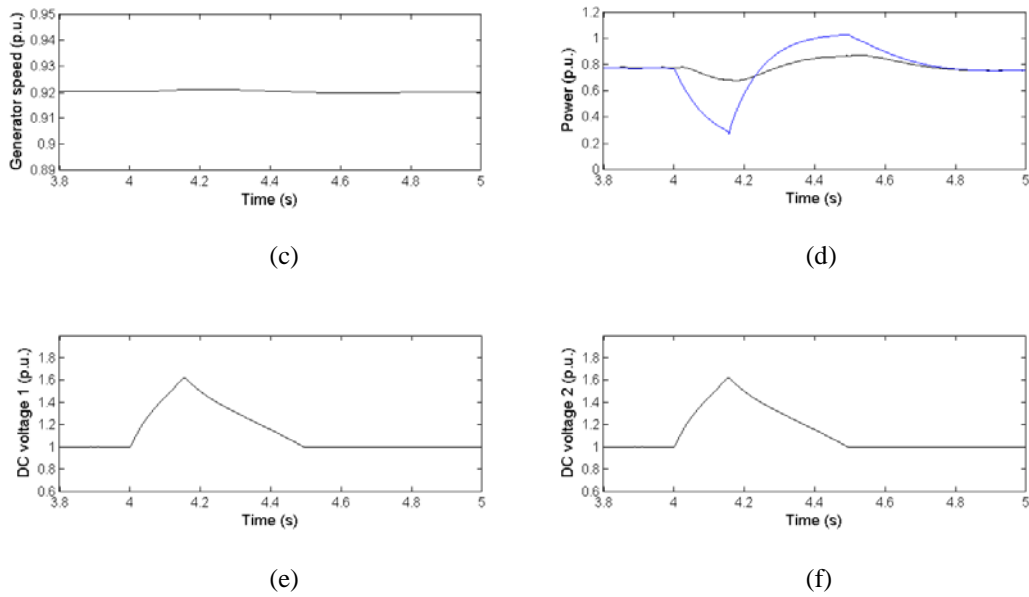 Generator speed (p.u.)
0.95
0.94
0.93
0.92
0.91
0.9
0.89
3.8 4 4.2 4.4 4.6 4.8 5
Time (s)
(c)
Power (p.u.)
1.2
1
0.8
0.6
0.4
0.2
0
3.8 4 4.2 4.4 4.6 4.8 5
Time (s)
(d)
DC voltage 1 (p.u.)
1.8
1.6
1.4
1.2
1
0.8
0.6
3.8 4 4.2 4.4 4.6 4.8 5
Time (s)
(e)
DC voltage 2 (p.u.)
1.8
1.6
1.4
1.2
1
0.8
0.6
3.8 4 4.2 4.4 4.6 4.8 5
Time (s)
(f)